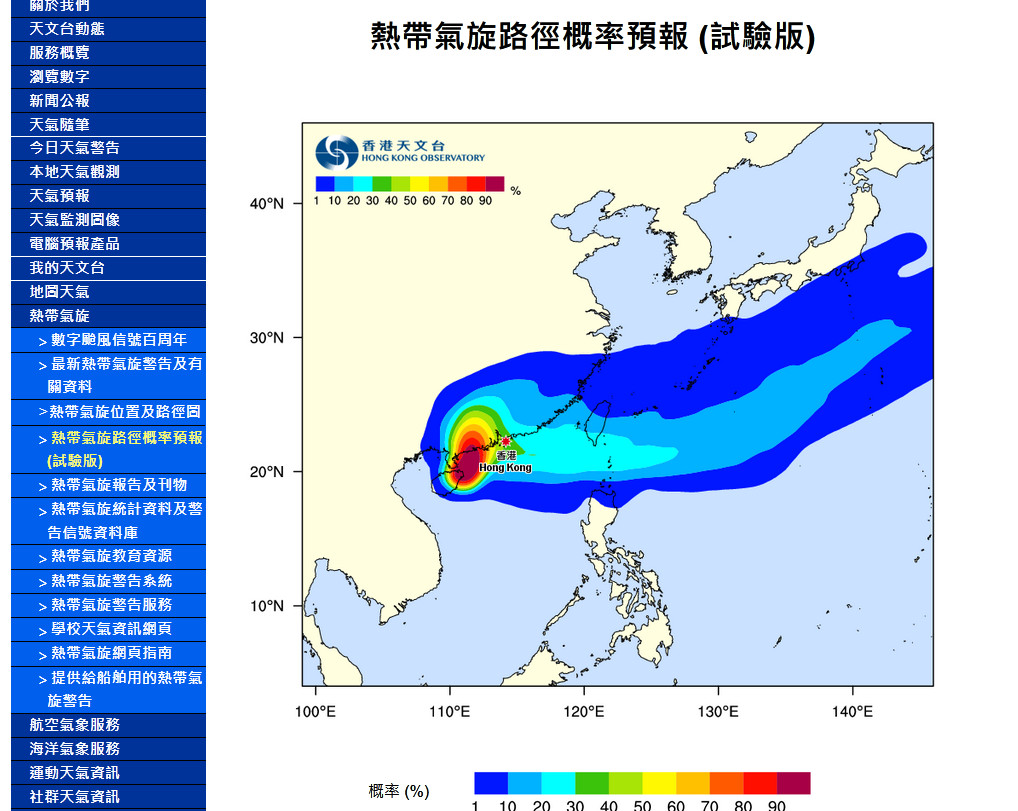 關於我們
天文台動態
服務概覽
瀏覽數字
新聞公報
天氣隨筆
今日天氣警告
本地天氣觀測
天氣預報
天氣監測圖像
電腦預報產品
我的天文台
地圖天氣
熱帶氣旋
> 數字颱風信號百周年
> 最新熱帶氣旋警告及有
關資料
>熱帶氣旋位置及路徑圖
> 熱帶氣旋路徑概率預報
(試驗版)
> 熱帶氣旋報告及刊物
> 熱帶氣旋統計資料及警
告信號資料庫
> 熱帶氣旋教育資源
> 熱帶氣旋警告系統
> 熱帶氣旋警告服務
> 學校天氣資訊網頁
> 熱帶氣旋網頁指南
> 提供給船舶用的熱帶氣
旋警告
航空氣象服務
海洋氣象服務
運動天氣資訊
社群天氣資訊
熱帶氣旋路徑概率預報 (試驗版)
香港天文台
HONG KONG OBSERVATORY
%
1 10 20 30 40 50 60 70 80 90
40°N
30°N
20°N
10°N
香港
Hong Kong
100°E 110°E 120°E 130°E 140°E
概率 (%)
1 10 20 30 40 50 60 70 80 90